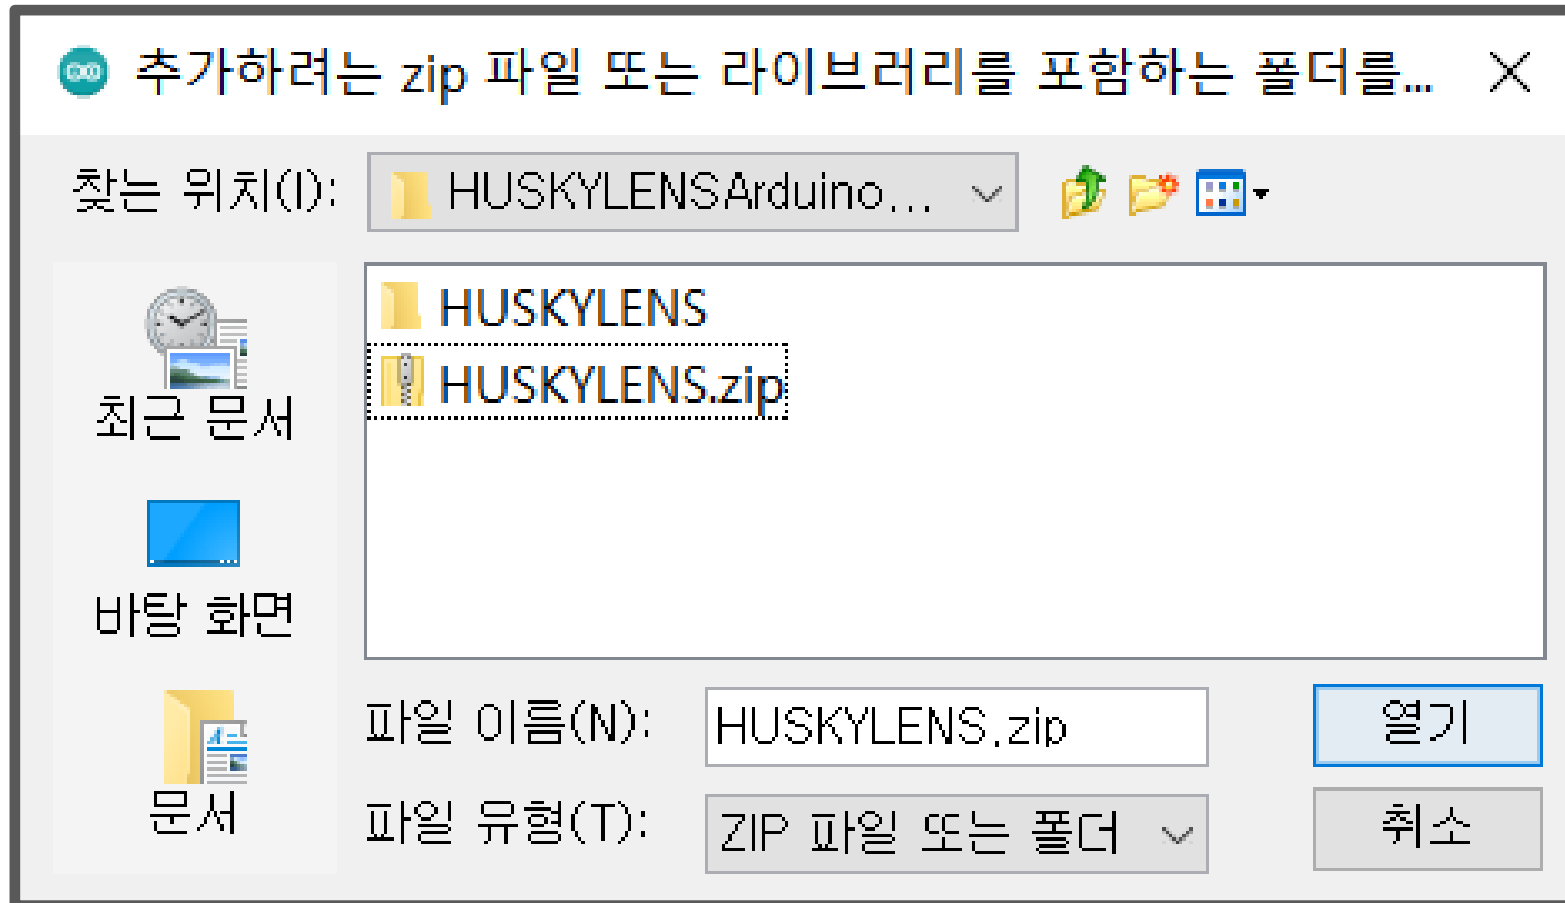 추가하려는 zip 파일 또는 라이브러리를 포함하는 폴더를...
찾는 위치(I): HUSKYLENSArduino...
HUSKYLENS
HUSKYLENS.zip
최근 문서
바탕 화면
문서
파일 이름(N): HUSKYLENS.zip 열기
파일 유형(T): ZIP 파일 또는 폴더 취소